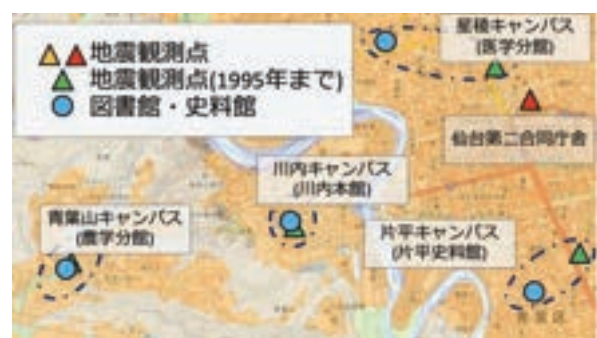 地震観測点
地震観測点(1995年まで)
図書館・史料館
星稜キャンパス
(医学分館)
仙台第二合同庁舎
川内キャンパス
(川内本館)
青葉山キャンパス
(農学分館)
片平キャンパス
(片平史料館)